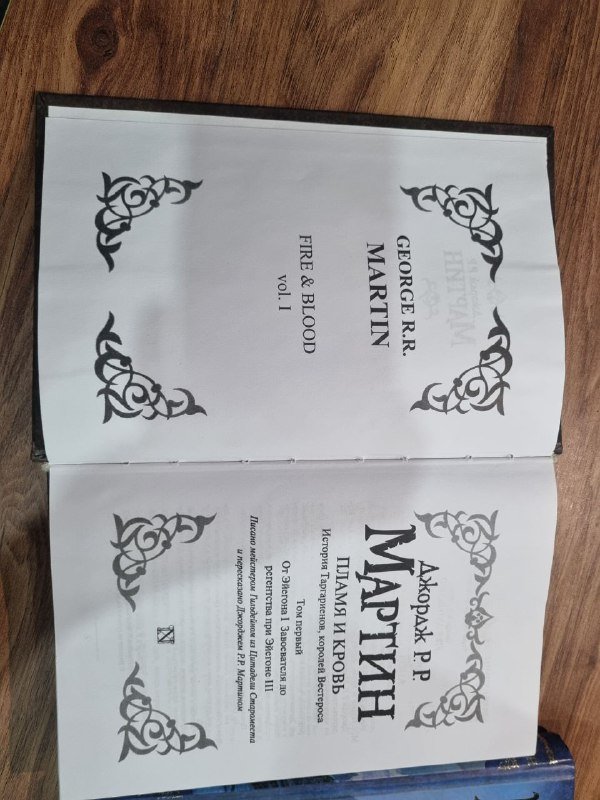 GEORGE R.R.
MARTIN
FIRE & BLOOD
vol. I
Джордж Р. Р.
МАРТИН
ПЛАМЯ И КРОВЬ
История Таргариенов, королей Вестероса
Том первый
От Эйегона I Завоевателя до
регентства при Эйегоне III
Писано мейстером Гильдейном из Цитадели Староместа
и пересказано Джорджем Р.Р. Мартином
N